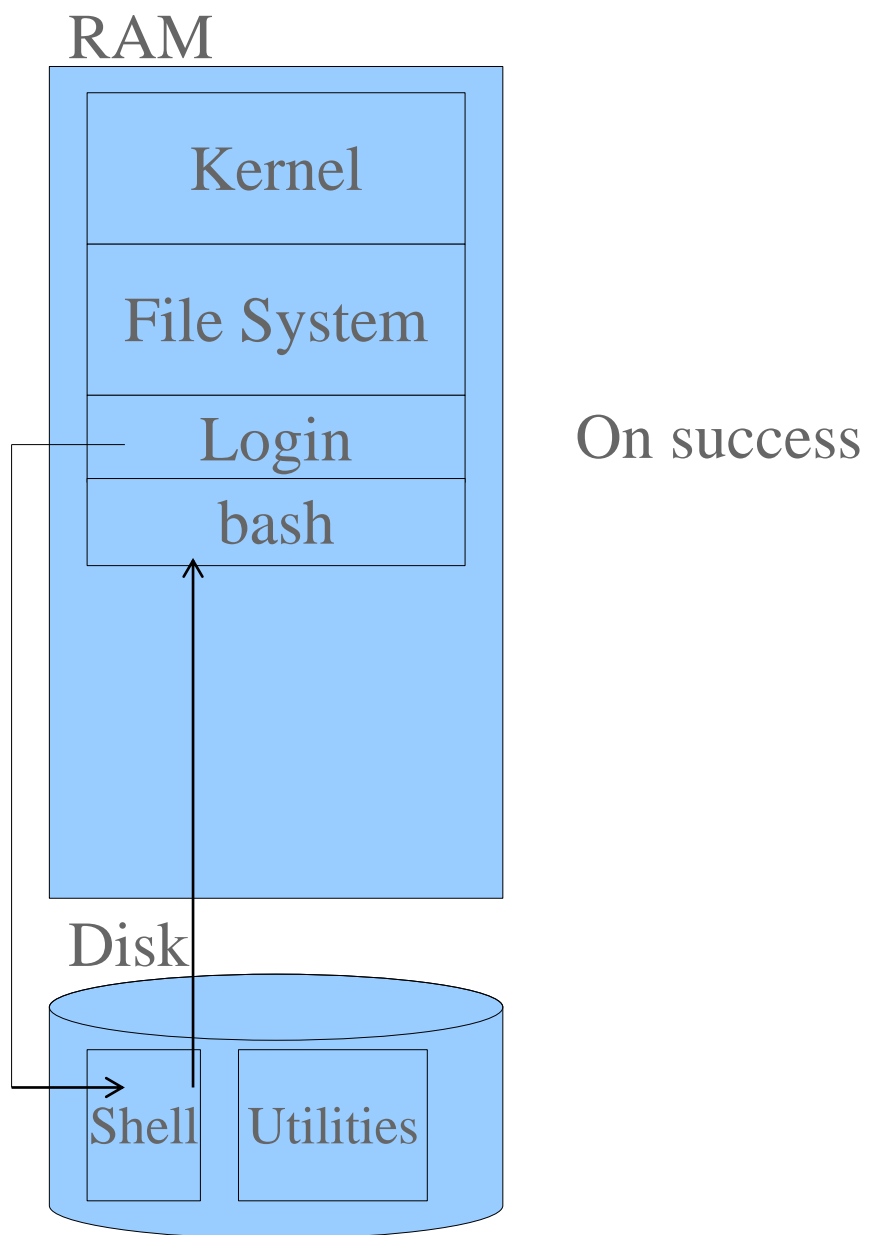 RAM
Kernel
File System
Login
On success
bash
Disk
Shell
Utilities